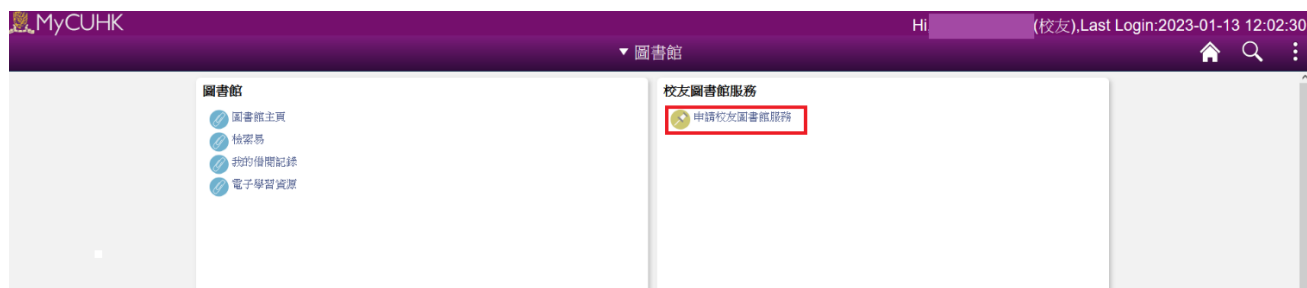 MyCUHK
Hi, (校友),Last Login:2023-01-13 12:02:30
▼ 圖書館
圖書館
圖書館主頁
檢索易
我的借閱記錄
電子學習資源
校友圖書館服務
申請校友圖書館服務